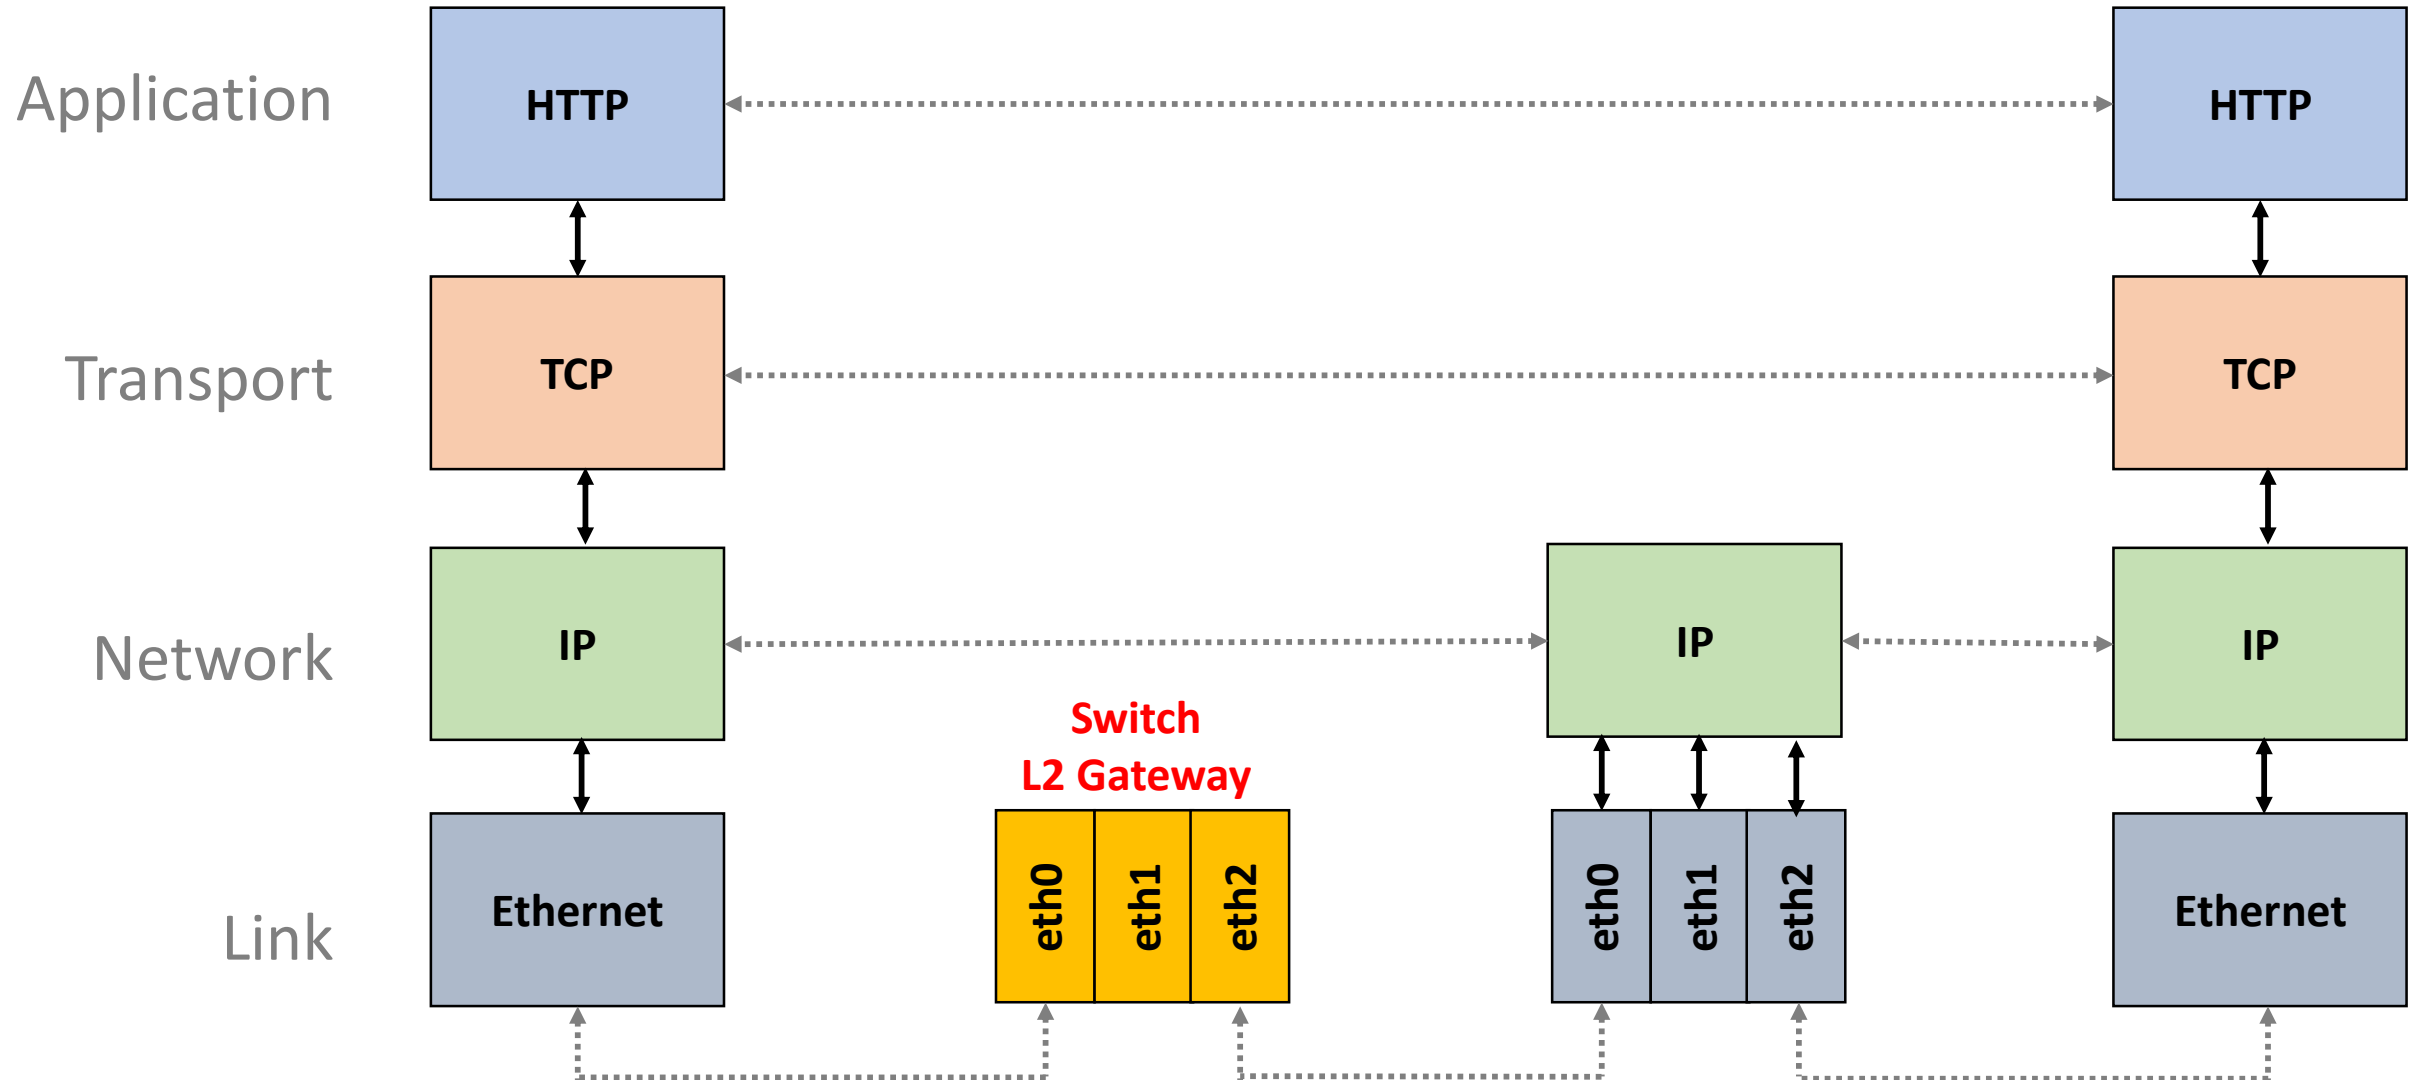 Application
HTTP
HTTP
Transport
TCP
TCP
Network
IP
IP
IP
Switch
L2 Gateway
Link
Ethernet
eth0
eth1
eth2
eth0
eth1
eth2
Ethernet